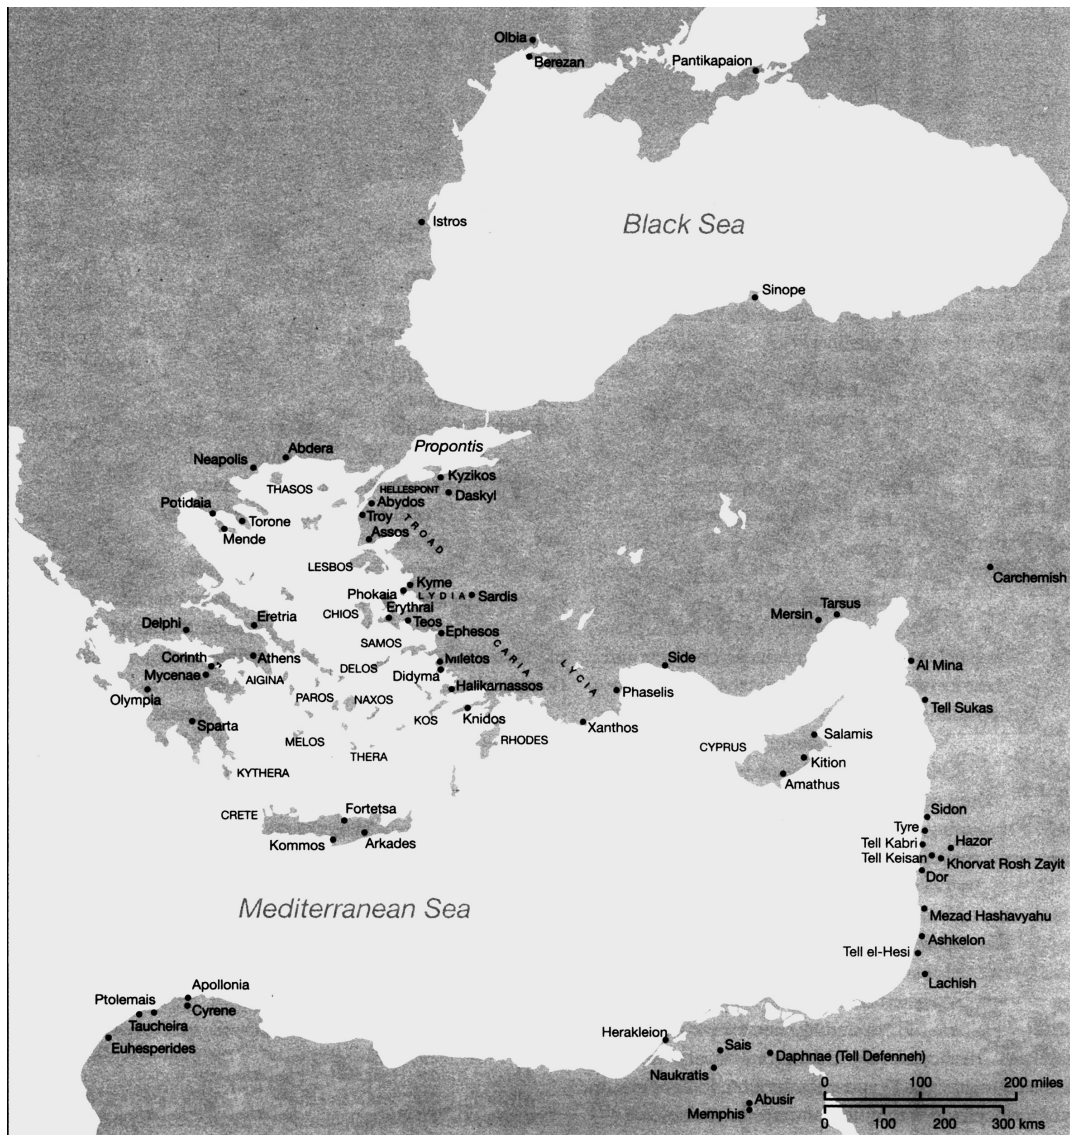 Olbia
Berezan
Pantikapaion
Istros
Black Sea
Sinope
Propontis
Abdera
Neapolis
Kyzikos
THASOS
HELLESPONT
Daskyl
Potidaia
Abydos
Torone
Troy
TROAD
Mende
Assos
LESBOS
Carchemish
Kyme
Phokaia
LYDIA
Sardis
CHIOS
Erythrai
Tarsus
Mersin
Delphi
Eretria
Teos
Ephesos
SAMOS
CARIA
LYCIA
Corinth
Athens
Miletos
Side
Al Mina
Mycenae
AIGINA
DELOS
Didyma
Olympia
PAROS
NAXOS
Halikarnassos
Phaselis
Tell Sukas
Sparta
KOS
Knidos
Xanthos
MELOS
RHODES
CYPRUS
Salamis
THERA
Kition
KYTHERA
Amathus
CRETE
Fortetsa
Sidon
Tyre
Kommos
Arkades
Tell Kabri
Hazor
Tell Keisan
Khorvat Rosh Zayit
Dor
Mediterranean Sea
Mezad Hashavyahu
Ashkelon
Tell el-Hesi
Lachish
Apollonia
Ptolemais
Cyrene
Taucheira
Euhesperides
Herakleion
Sais
Daphnae (Tell Defenneh)
Naukratis
0 100 200 miles
Abusir
Memphis
0 100 200 300 kms